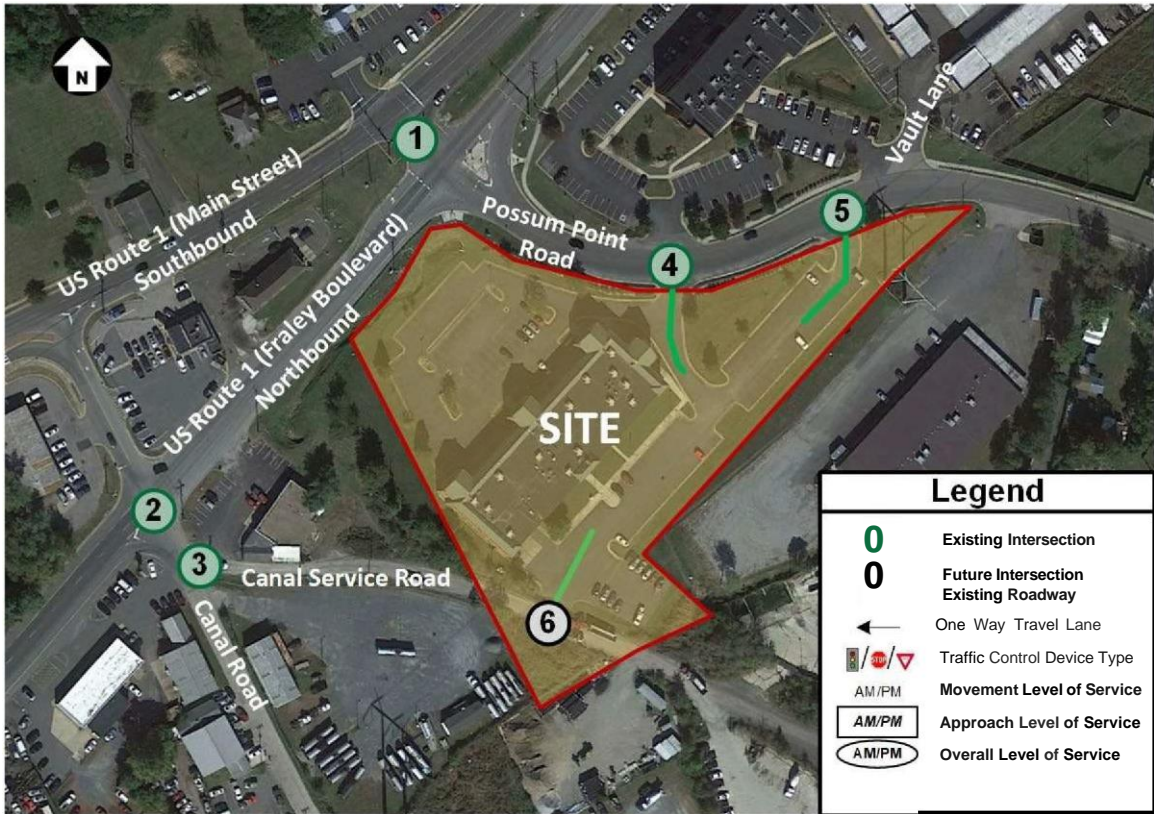 N
1
Vault Lane
US Route 1 (Main Street)
Southbound
5
Possum Point
Road
4
US Route 1 (Fraley Boulevard)
Northbound
SITE
2
3
Canal Service Road
6
Canal Road
Legend
0 Existing Intersection
0 Future Intersection
Existing Roadway
One Way Travel Lane
/STOP/ Traffic Control Device Type
AM/PM Movement Level of Service
AM/PM Approach Level of Service
AM/PM Overall Level of Service